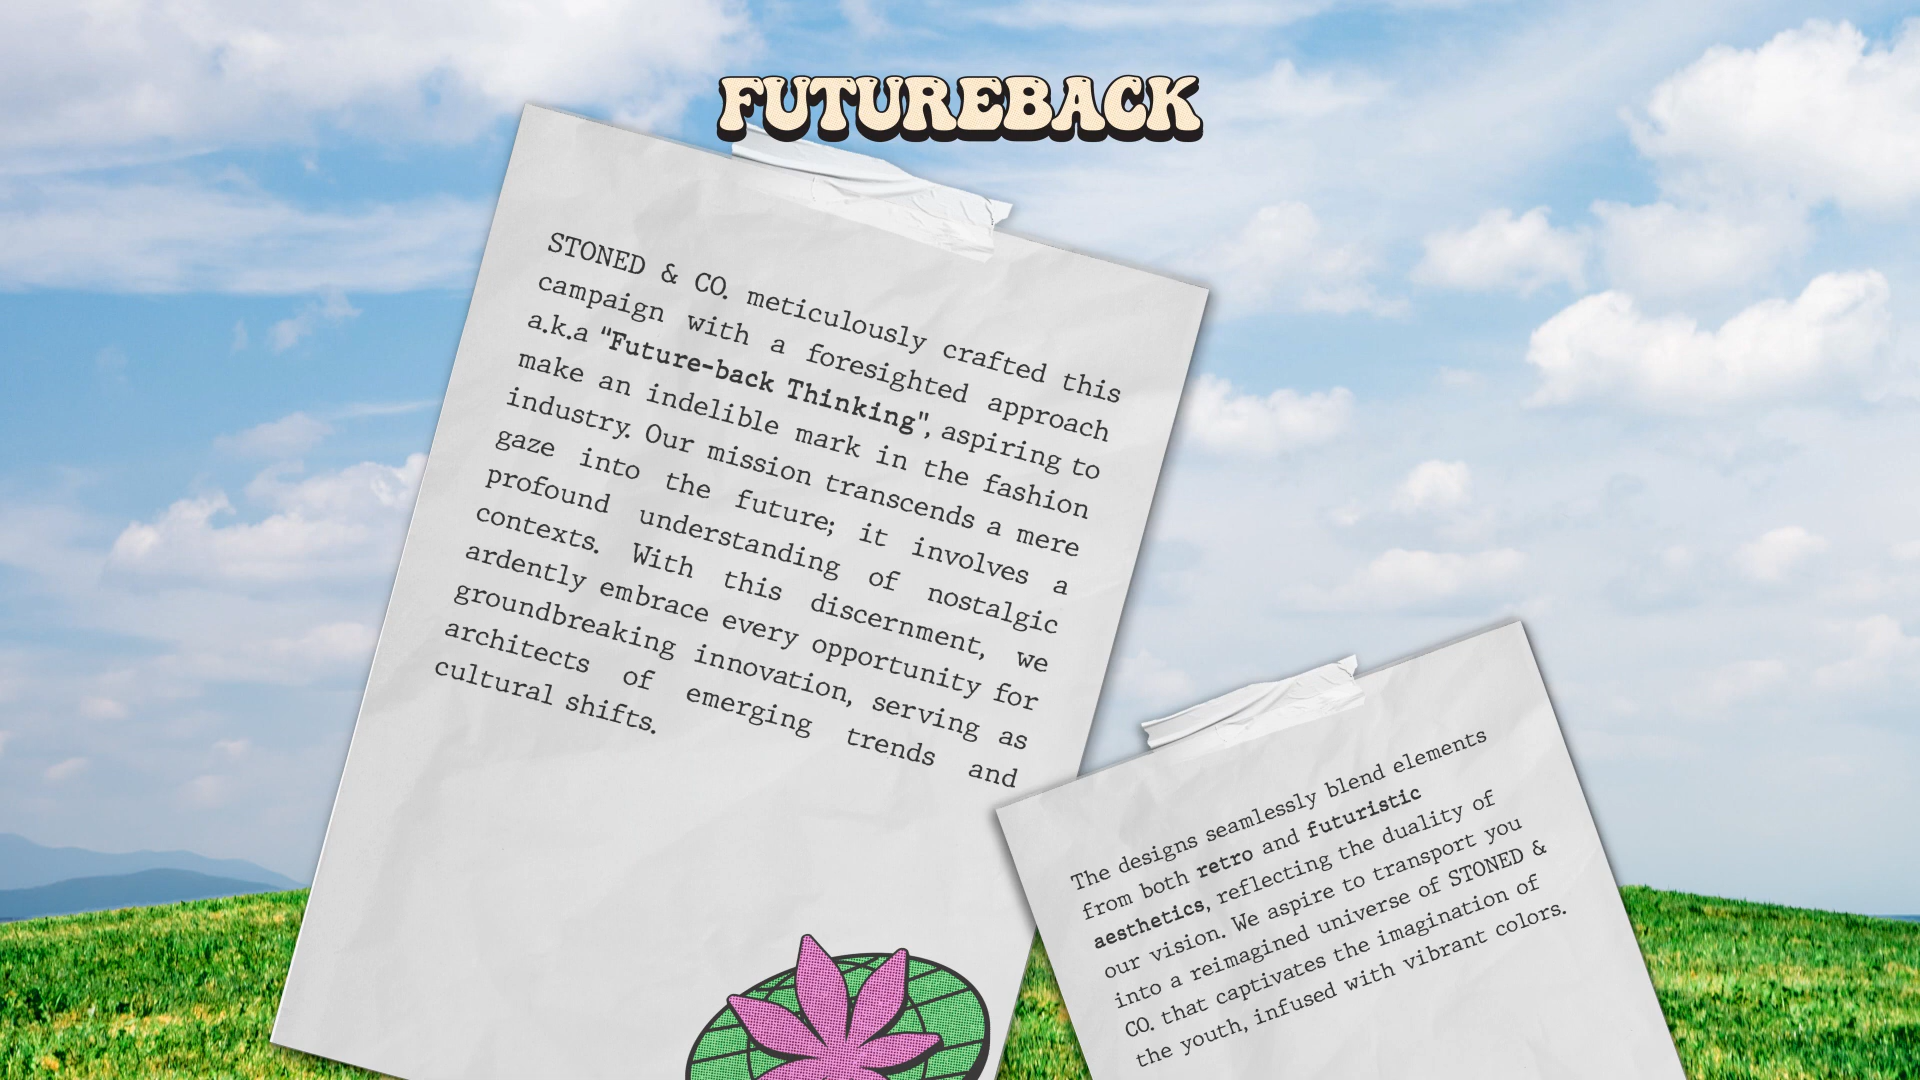 FUTUREBACK
STONED & CO. meticulously crafted this
campaign with a foresighted approach
a.k.a "Future-back Thinking", aspiring to
make an indelible mark in the fashion
industry. Our mission transcends a mere
gaze into the future; it involves a
profound understanding of nostalgic
contexts. With this discernment, we
ardently embrace every opportunity for
groundbreaking innovation, serving as
architects of emerging trends and
cultural shifts.
The designs seamlessly blend elements
from both retro and futuristic
aesthetics, reflecting the duality of
our vision. We aspire to transport you
into a reimagined universe of STONED &
CO. that captivates the imagination of
the youth, infused with vibrant colors.